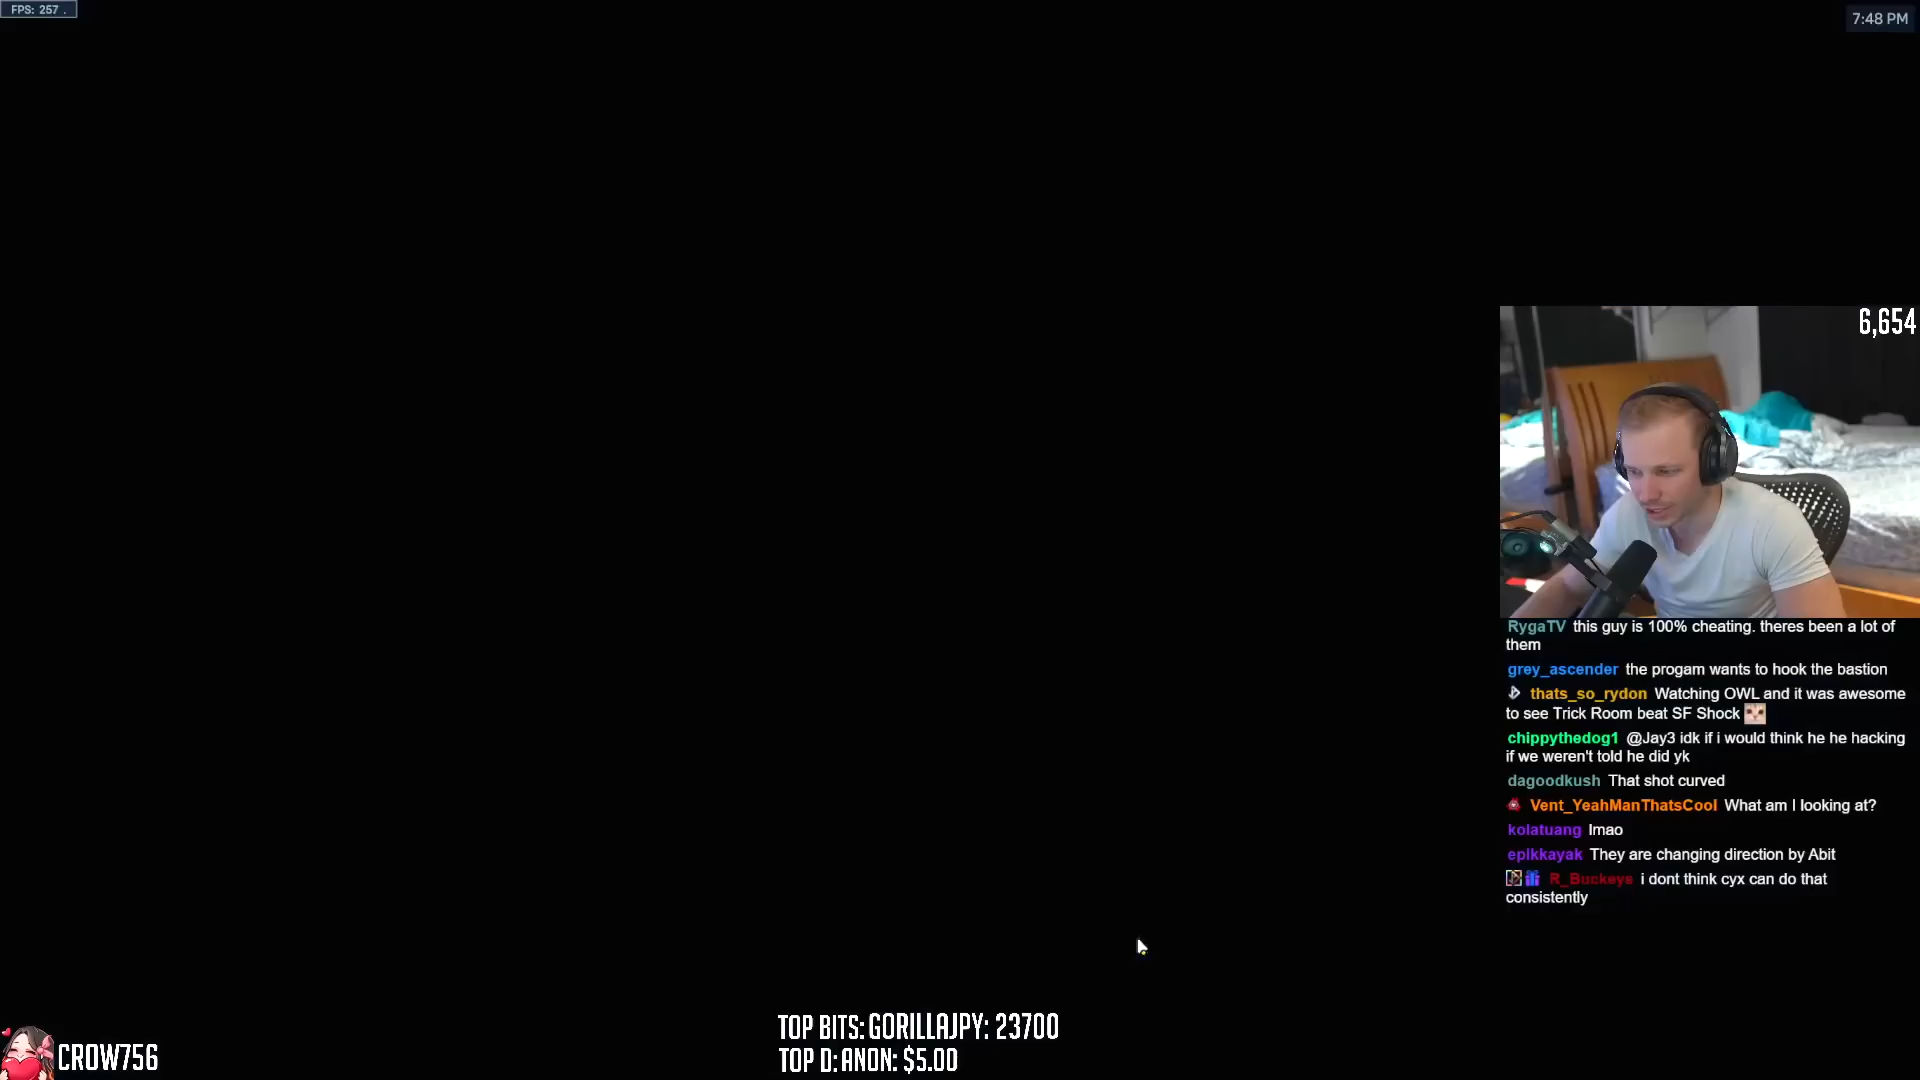 FPS: 257 .
7:48 PM
6,654
RygaTV this guy is 100% cheating. theres been a lot of
them
grey_ascender the progam wants to hook the bastion
thats_so_rydon Watching OWL and it was awesome
to see Trick Room beat SF Shock
chippythedog1 @Jay3 idk if i would think he he hacking
if we weren't told he did yk
dagoodkush That shot curved
Vent_YeahManThatsCool What am I looking at?
kolatuang lmao
epikkayak They are changing direction by Abit
R_Buckeys i dont think cyx can do that
consistently
TOP BITS: GORILLAJPY: 23700
TOP D: ANON: $5.00
CROW756